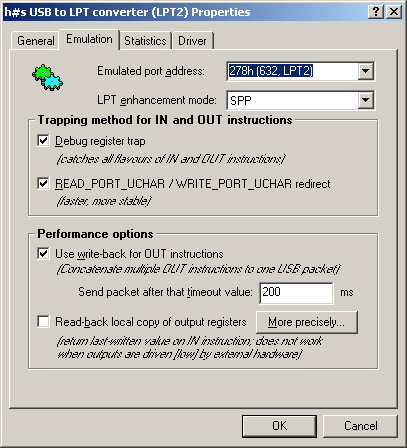 h#s USB to LPT converter (LPT2) Properties
General Emulation Statistics Driver
Emulated port address: 278h (632, LPT2)
LPT enhancement mode: SPP
Trapping method for IN and OUT instructions
Debug register trap
(catches all flavours of IN and OUT instructions)
READ_PORT_UCHAR / WRITE_PORT_UCHAR redirect
(faster, more stable)
Performance options
Use write-back for OUT instructions
(Concatenate multiple OUT instructions to one USB packet)
Send packet after that timeout value: 200 ms
Read-back local copy of output registers More precisely...
(return last-written value on IN instruction; does not work
when outputs are driven [low] by external hardware)
OK Cancel